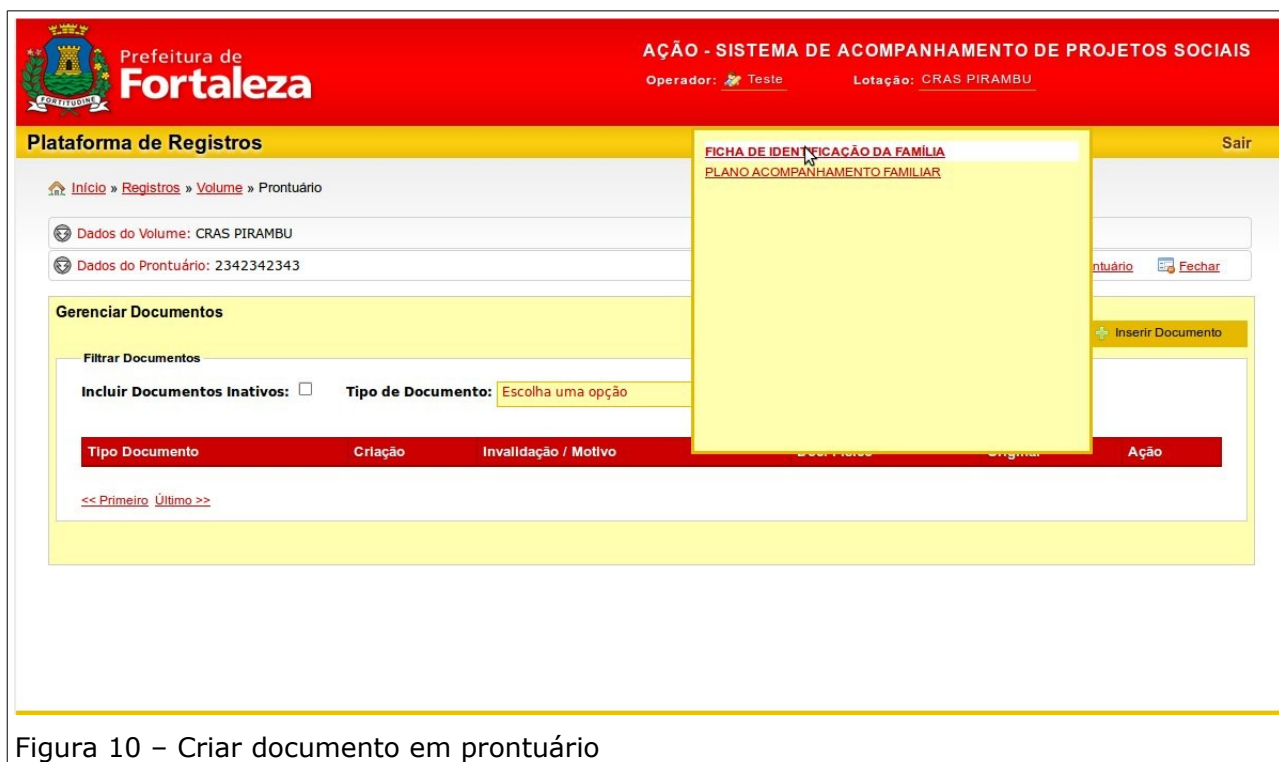 Prefeitura de
Fortaleza
FORTITUDINE
AÇÃO - SISTEMA DE ACOMPANHAMENTO DE PROJETOS SOCIAIS
Operador: Teste Lotação: CRAS PIRAMBU
Plataforma de Registros
Sair
FICHA DE IDENTIFICAÇÃO DA FAMÍLIA
PLANO ACOMPANHAMENTO FAMILIAR
Início » Registros » Volume » Prontuário
Dados do Volume: CRAS PIRAMBU
Dados do Prontuário: 2342342343
ntuário Fechar
Gerenciar Documentos
Inserir Documento
Filtrar Documentos
Incluir Documentos Inativos: Tipo de Documento: Escolha uma opção
Tipo Documento Criação Invalidação / Motivo Ação
<< Primeiro Último >>
Figura 10 – Criar documento em prontuário